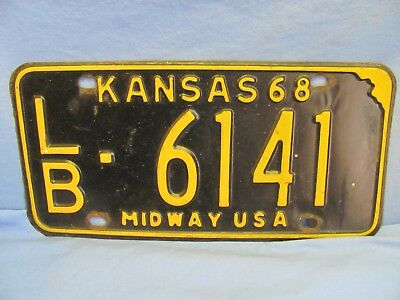 KANSAS 68
LB. 6141
MIDWAY USA